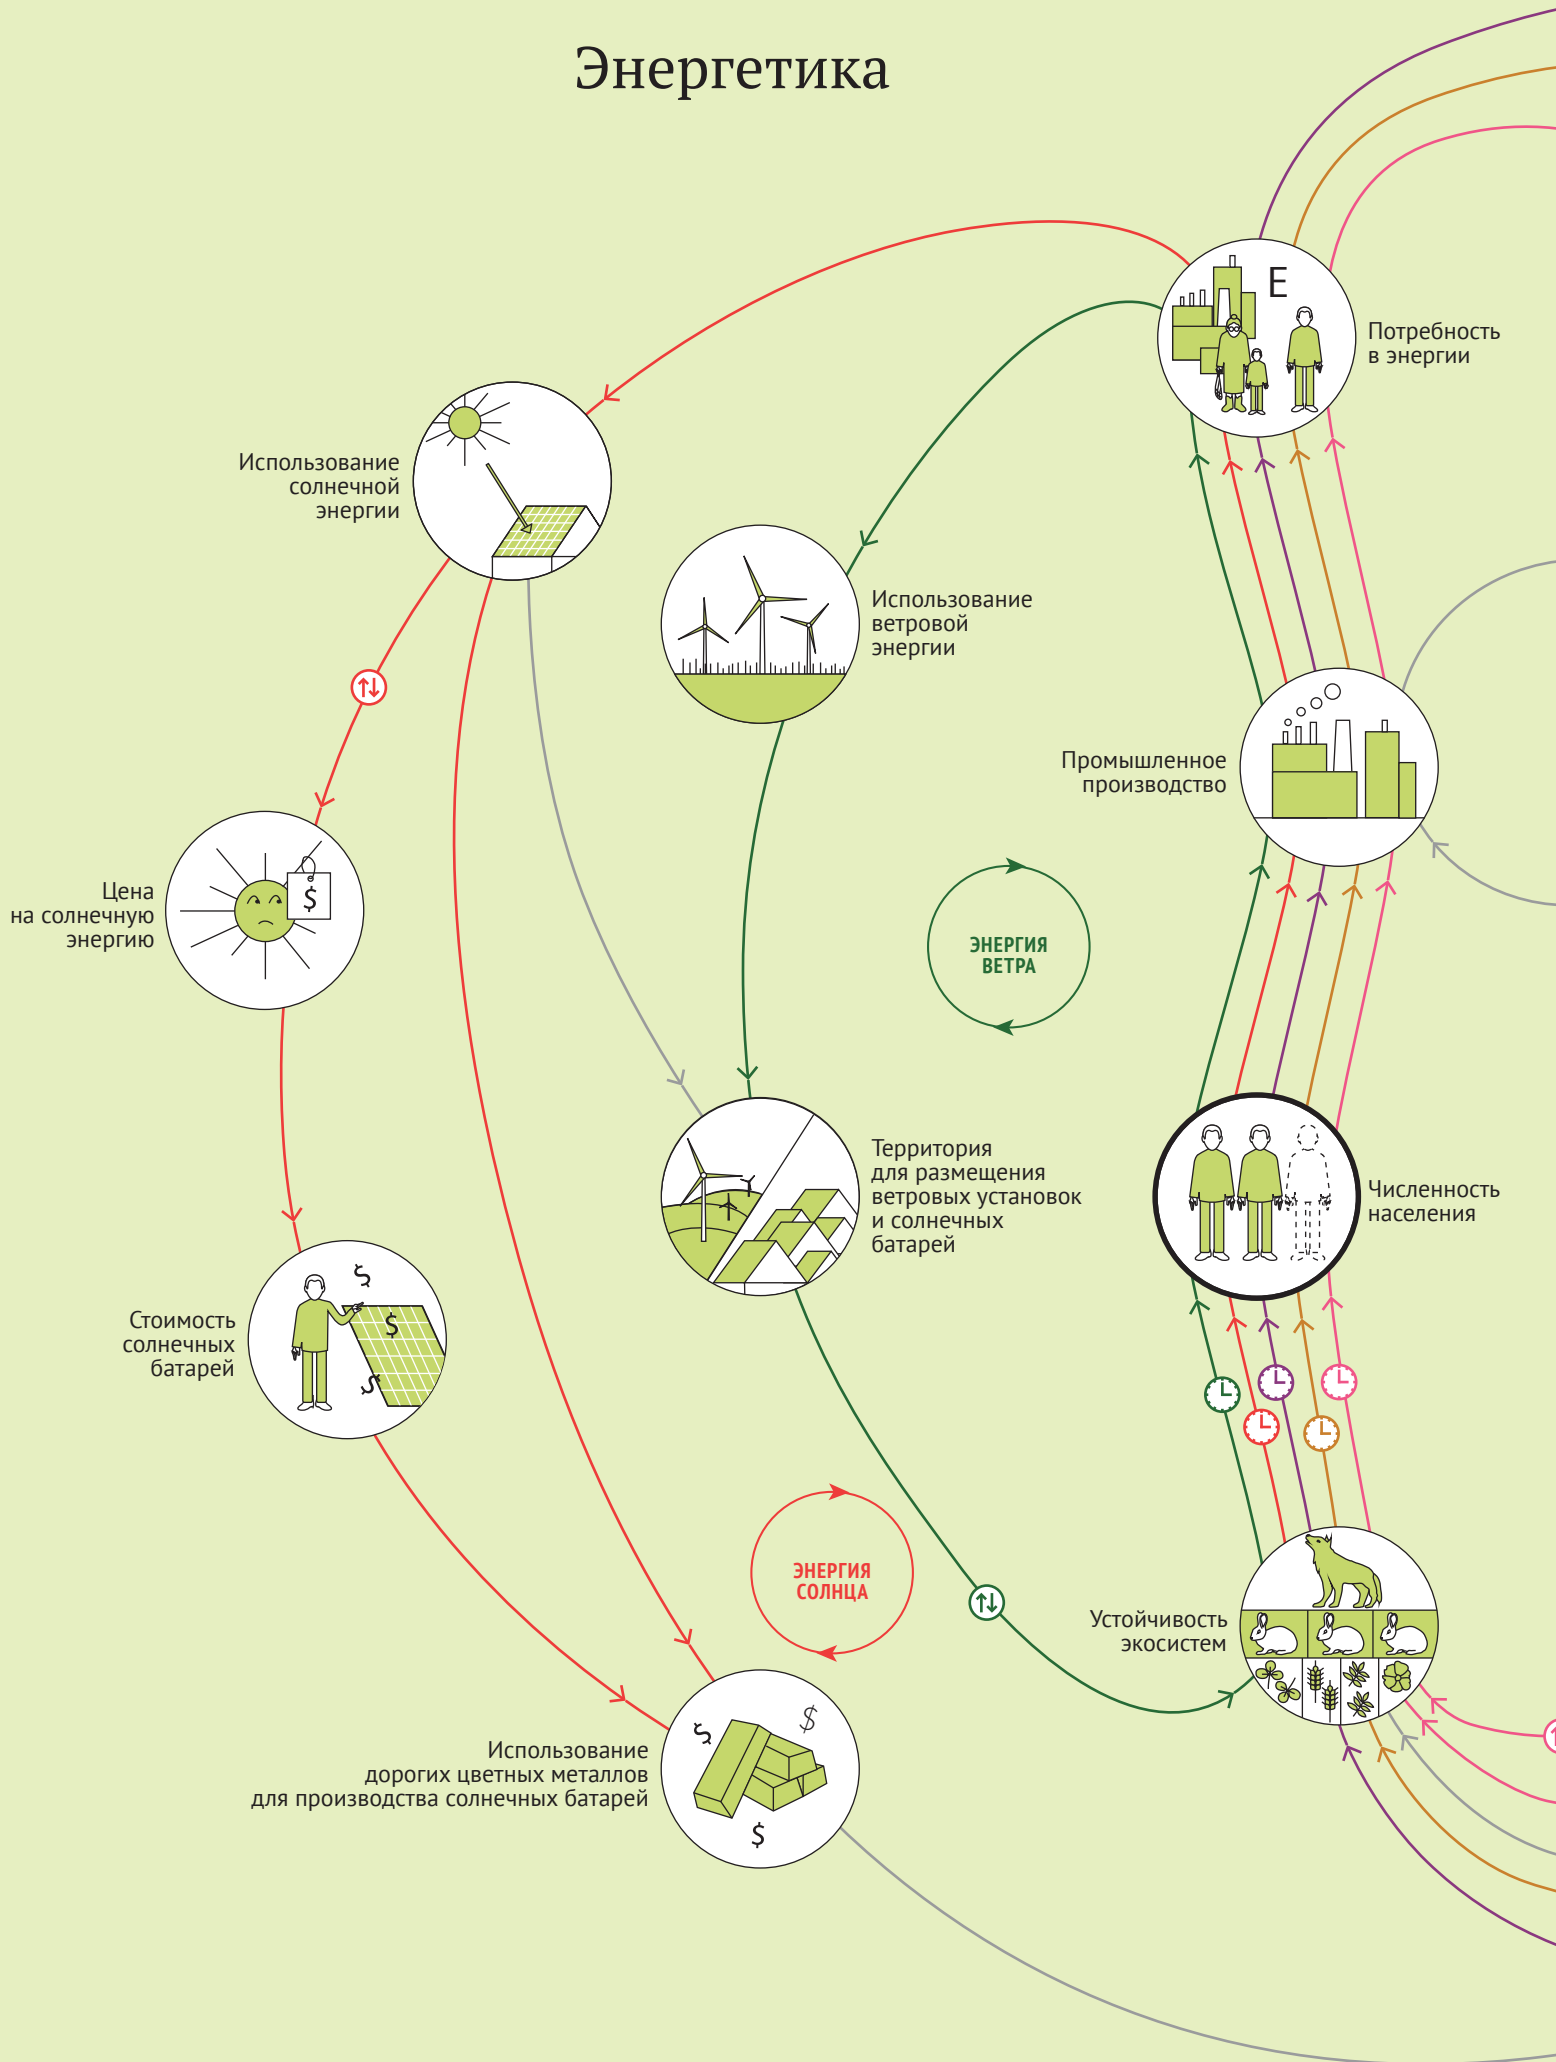 Энергетика
E
Потребность
в энергии
Использование
солнечной
энергии
Использование
ветровой
энергии
Промышленное
производство
Цена
на солнечную
энергию
$
ЭНЕРГИЯ
ВЕТРА
Территория
для размещения
ветровых установок
и солнечных
батарей
Численность
населения
Стоимость
солнечных
батарей
$
$
$
ЭНЕРГИЯ
СОЛНЦА
Устойчивость
экосистем
Использование
дорогих цветных металлов
для производства солнечных батарей
$
$
$